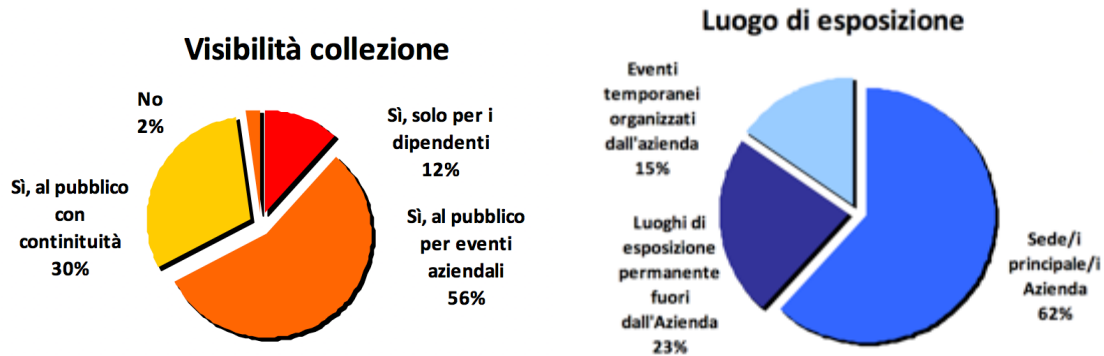 Visibilità collezione
No
2%
Sì, solo per i
dipendenti
12%
Sì, al pubblico
con
continituità
30%
Sì, al pubblico
per eventi
aziendali
56%
Luogo di esposizione
Eventi
temporanei
organizzati
dall'azienda
15%
Luoghi di
esposizione
permanente
fuori
dall'Azienda
23%
Sede/i
principale/i
Azienda
62%